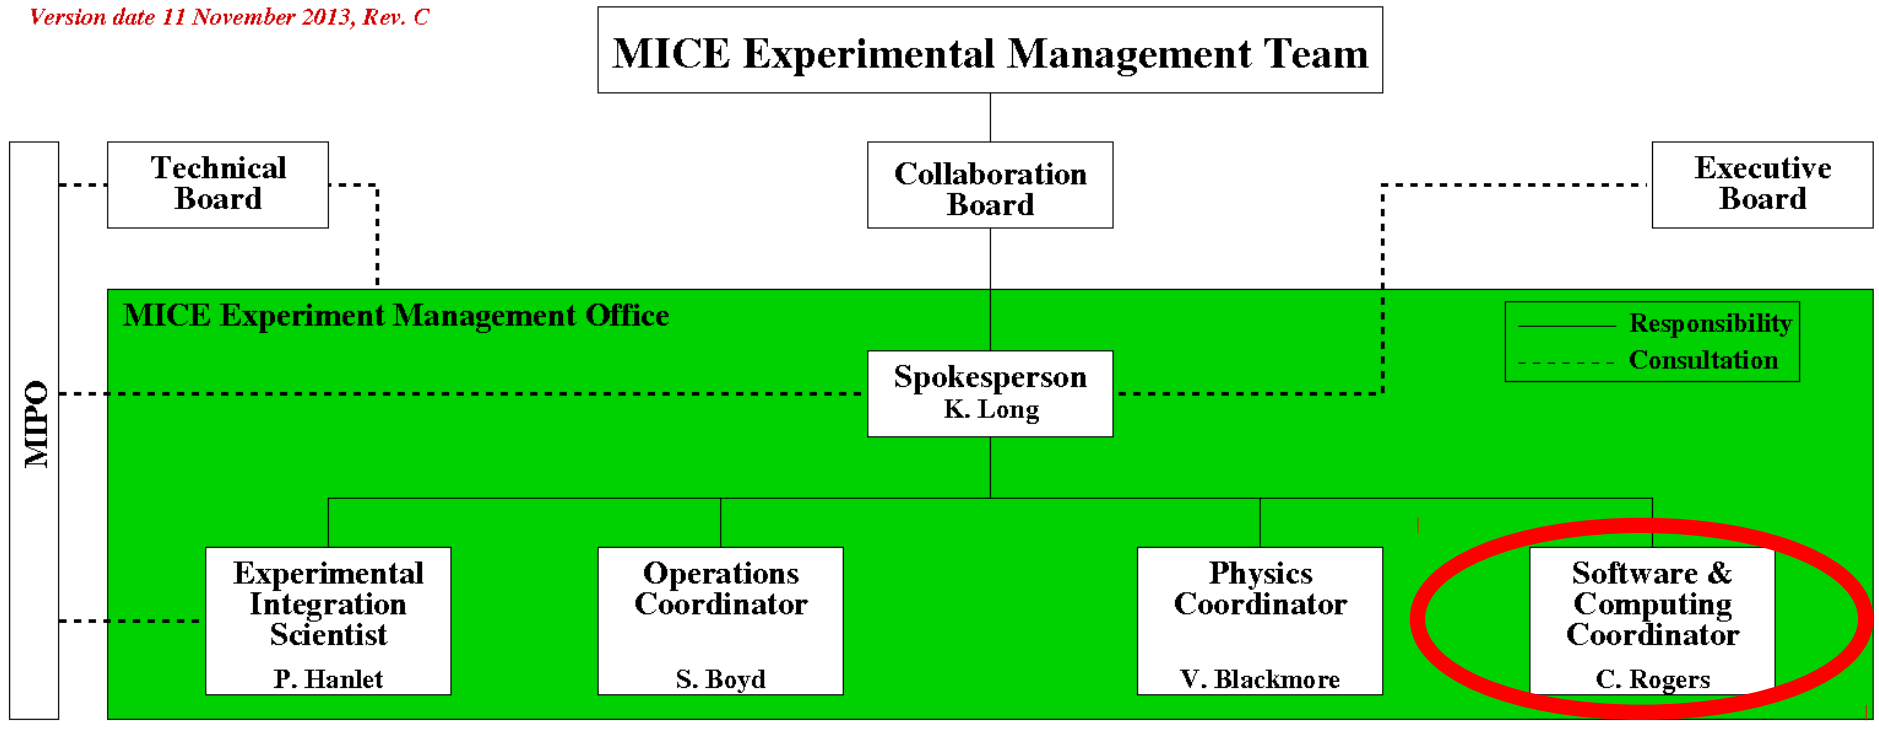 Version date 11 November 2013, Rev. C
MICE Experimental Management Team
Technical
Board
Collaboration
Board
Executive
Board
MICE Experiment Management Office
Responsibility
Consultation
MIPO
Spokesperson
K. Long
Experimental
Integration
Scientist
P. Hanlet
Operations
Coordinator
S. Boyd
Physics
Coordinator
V. Blackmore
Software &
Computing
Coordinator
C. Rogers